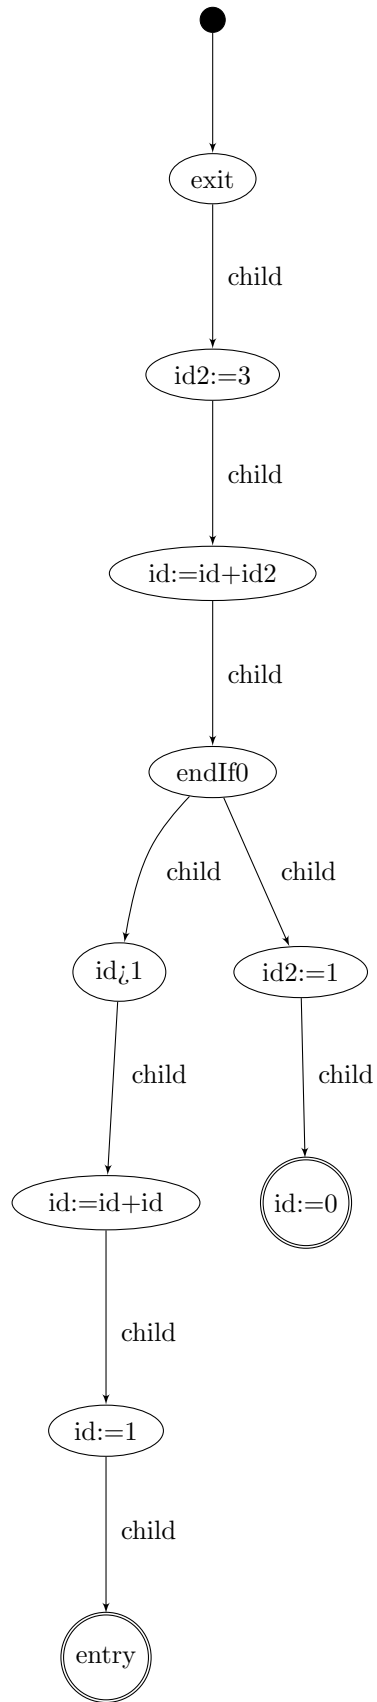 exit
child
id2:=3
child
id:=id+id2
child
endIf0
child child
id¿1 id2:=1
child child
id:=id+id id:=0
child
id:=1
child
entry